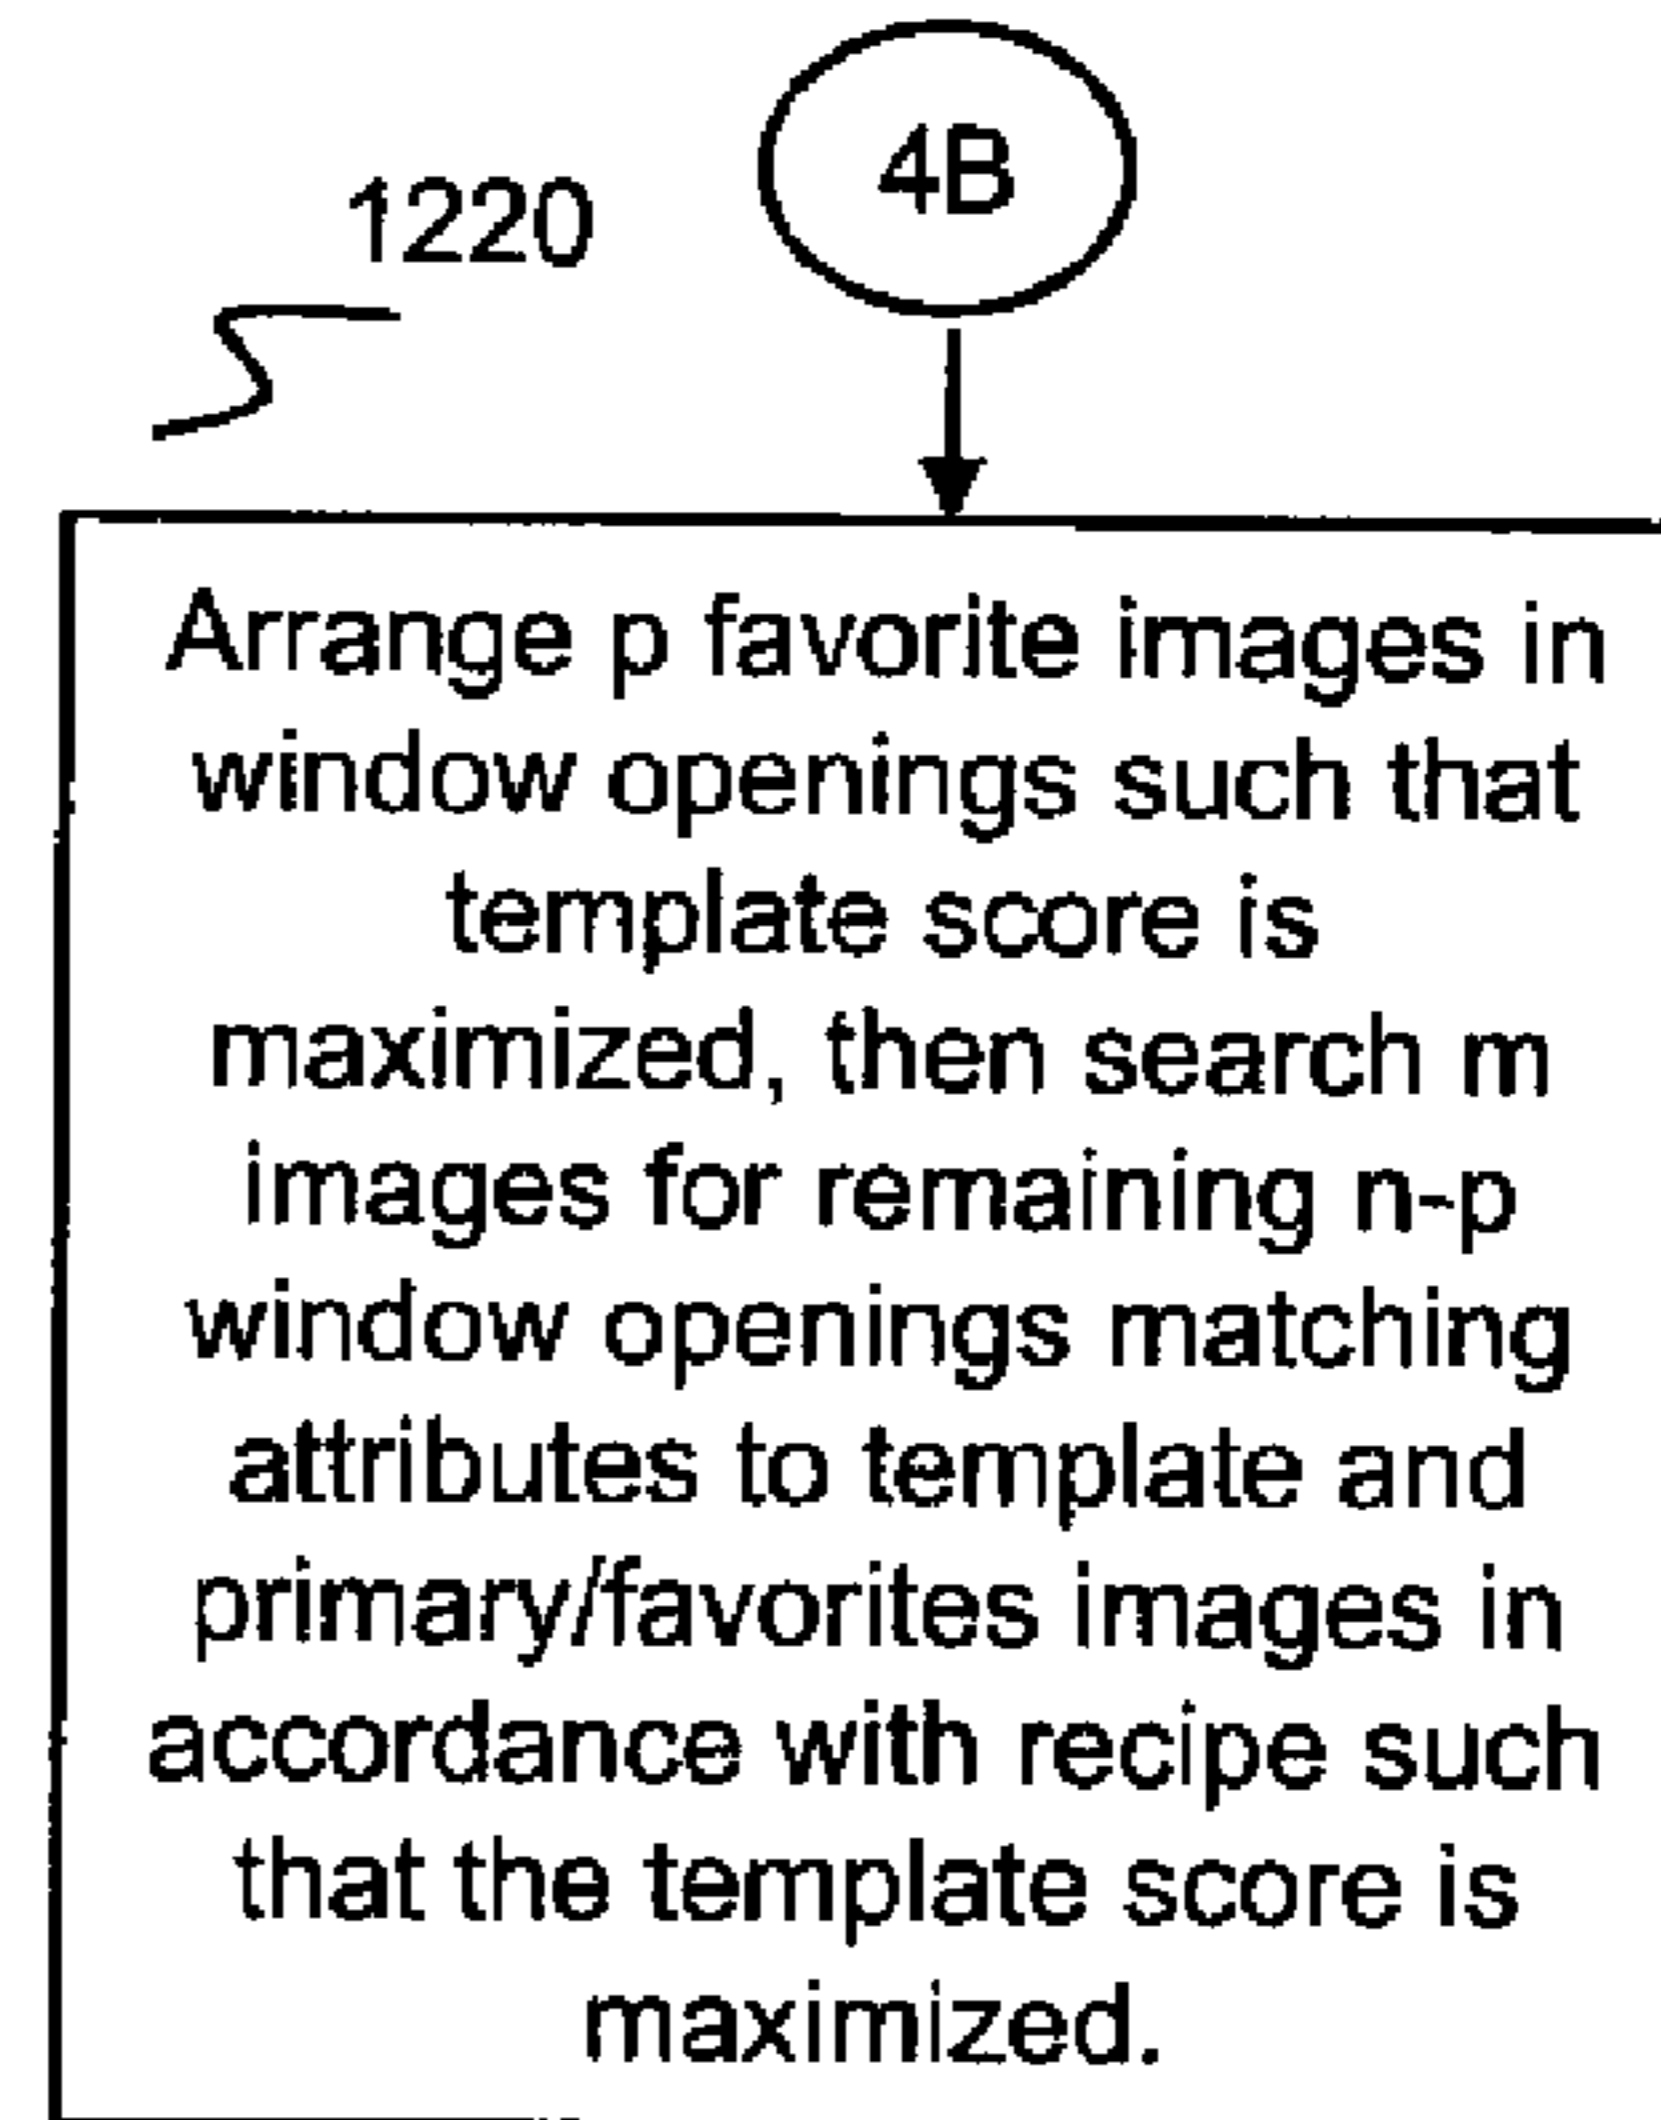 4B
1220
Arrange p favorite images in
window openings such that
template score is
maximized, then search m
images for remaining n-p
window openings matching
attributes to template and
primary/favorites images in
accordance with recipe such
that the template score is
maximized.